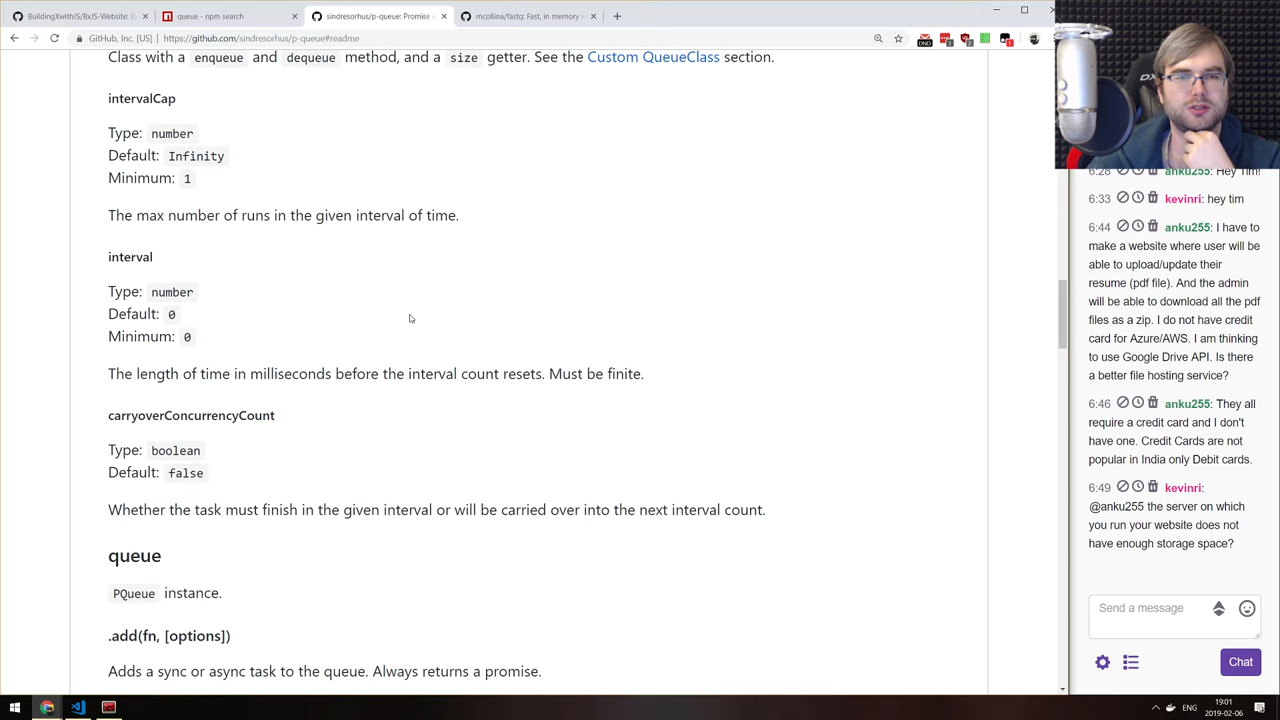 BuildingXwithJS/BxJS-Website: B
queue - npm search
sindresorhus/p-queue: Promise
mcollina/fastq: Fast, in memory
GitHub, Inc. [US] | https://github.com/sindresorhus/p-queue#readme
Class with a enqueue and dequeue method, and a size getter. See the Custom QueueClass section.
intervalCap
Type: number
Default: Infinity
Minimum: 1
The max number of runs in the given interval of time.
interval
Type: number
Default: 0
Minimum: 0
The length of time in milliseconds before the interval count resets. Must be finite.
carryoverConcurrencyCount
Type: boolean
Default: false
Whether the task must finish in the given interval or will be carried over into the next interval count.
queue
PQueue instance.
.add(fn, [options])
Adds a sync or async task to the queue. Always returns a promise.
6:28 anku255: Hey Tim!
6:33 kevinri: hey tim
6:44 anku255: I have to
make a website where user will be
able to upload/update their
resume (pdf file). And the admin
will be able to download all the pdf
files as a zip. I do not have credit
card for Azure/AWS. I am thinking
to use Google Drive API. Is there
a better file hosting service?
6:46 anku255: They all
require a credit card and I don't
have one. Credit Cards are not
popular in India only Debit cards.
6:49 kevinri:
@anku255 the server on which
you run your website does not
have enough storage space?
Send a message
Chat
ENG
19:01
2019-02-06